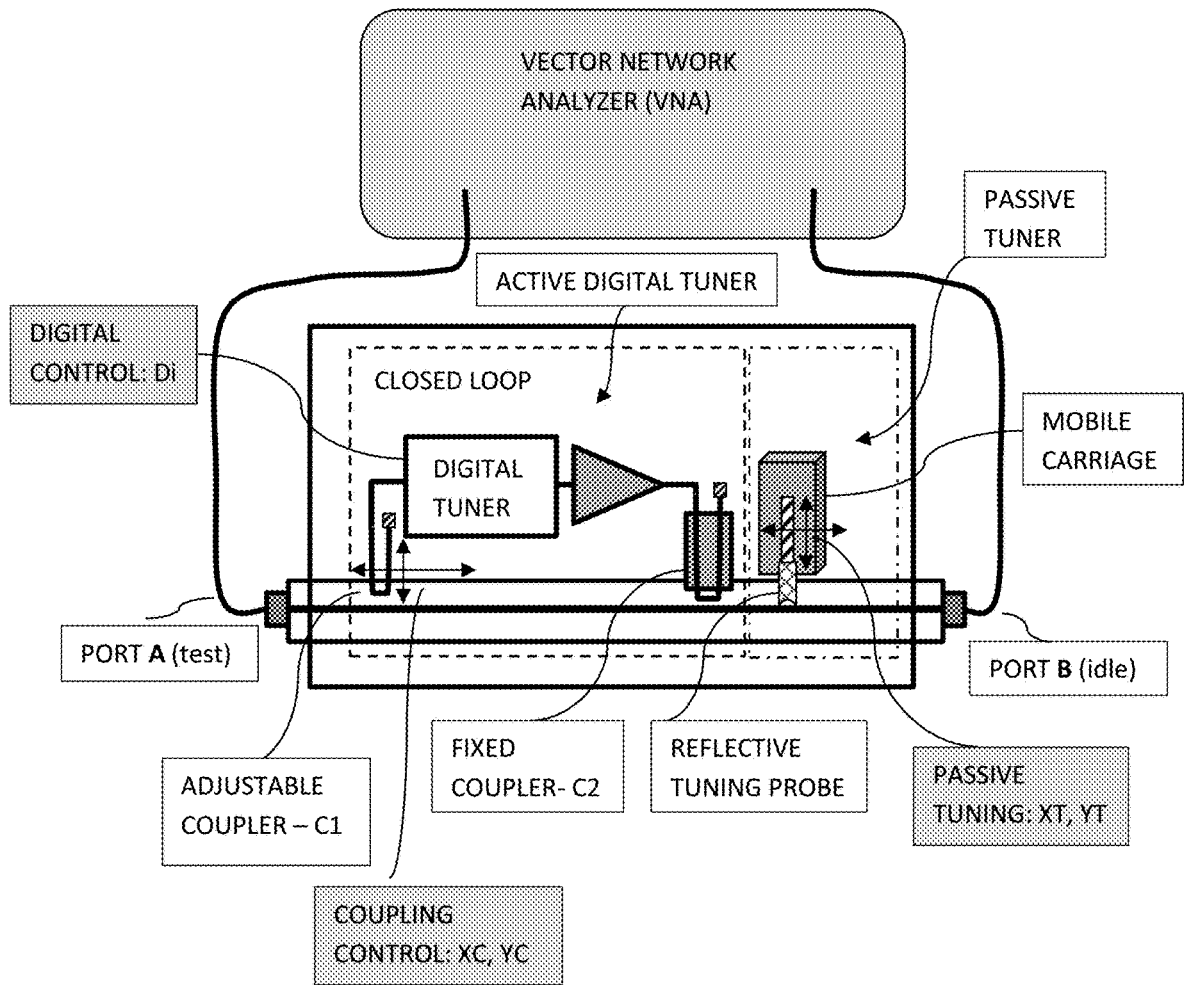 VECTOR NETWORK
ANALYZER (VNA)
PASSIVE
TUNER
ACTIVE DIGITAL TUNER
DIGITAL
CONTROL: Di
CLOSED LOOP
MOBILE
CARRIAGE
DIGITAL
TUNER
PORT A (test)
PORT B (idle)
FIXED
COUPLER- C2
REFLECTIVE
TUNING PROBE
ADJUSTABLE
COUPLER – C1
PASSIVE
TUNING: XT, YT
COUPLING
CONTROL: XC, YC